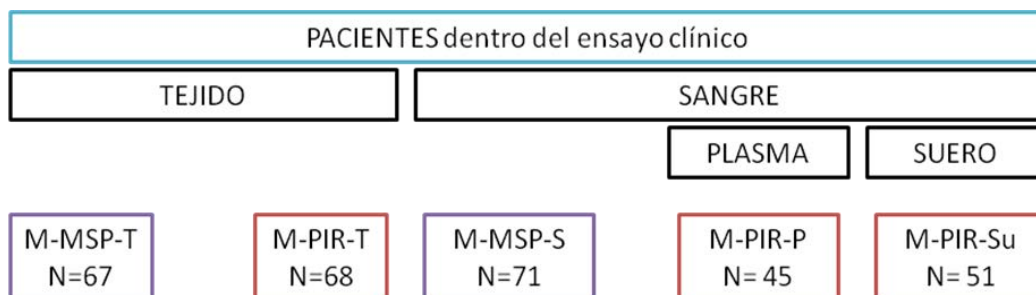 PACIENTES dentro del ensayo clínico
TEJIDO
SANGRE
PLASMA
SUERO
M-MSP-T
N=67
M-PIR-T
N=68
M-MSP-S
N=71
M-PIR-P
N= 45
M-PIR-Su
N= 51